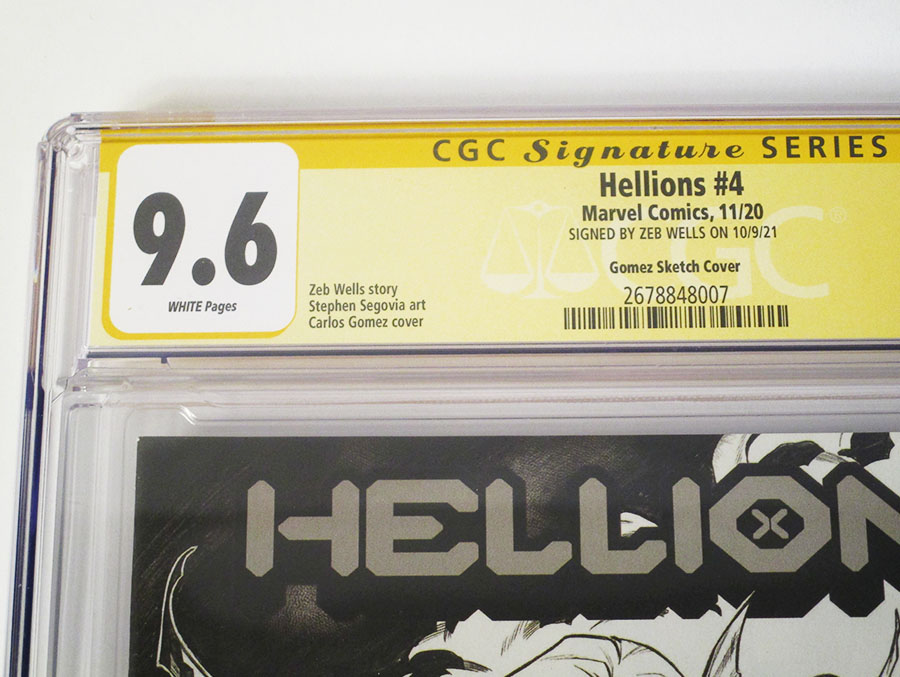 CGC Signature SERIES
9.6
WHITE Pages
Zeb Wells story
Stephen Segovia art
Carlos Gomez cover
Hellions #4
Marvel Comics, 11/20
SIGNED BY ZEB WELLS ON 10/9/21
Gomez Sketch Cover
2678848007
CGC®
HELLION